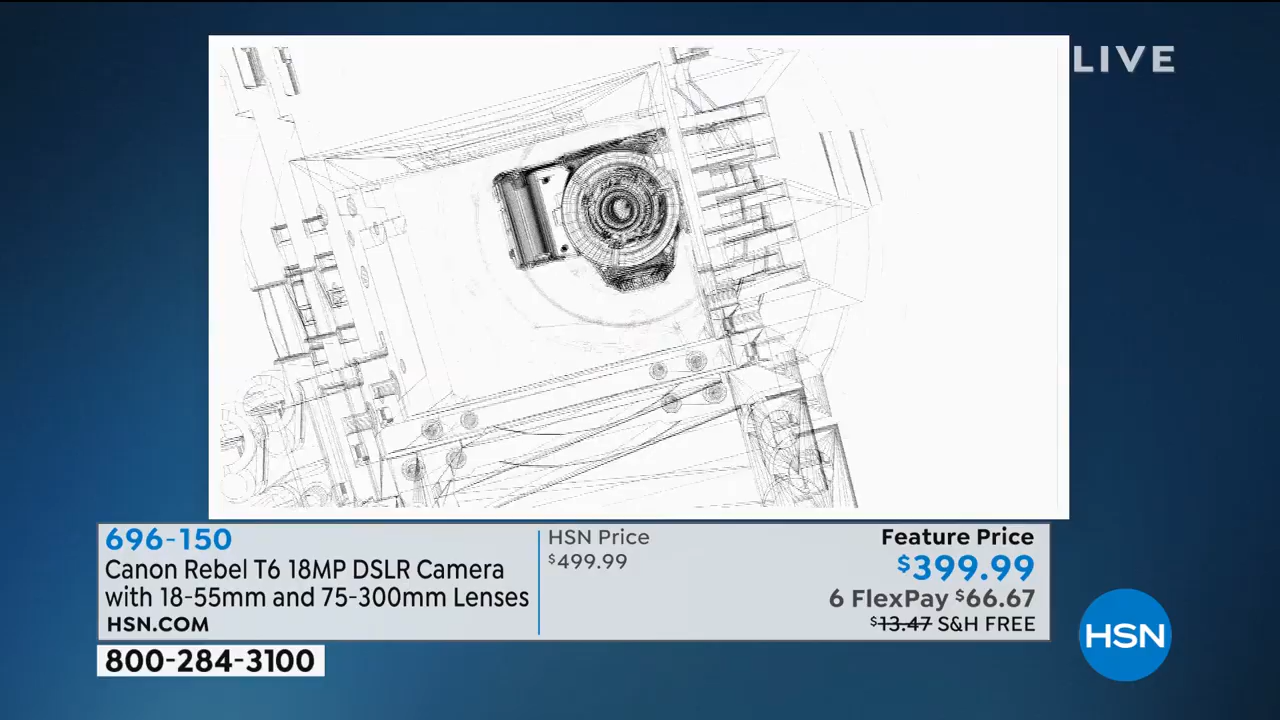 LIVE
696-150
Canon Rebel T6 18MP DSLR Camera
with 18-55mm and 75-300mm Lenses
HSN.COM
HSN Price
$499.99
Feature Price
$399.99
6 FlexPay $66.67
$13.47 S&H FREE
HSN
800-284-3100